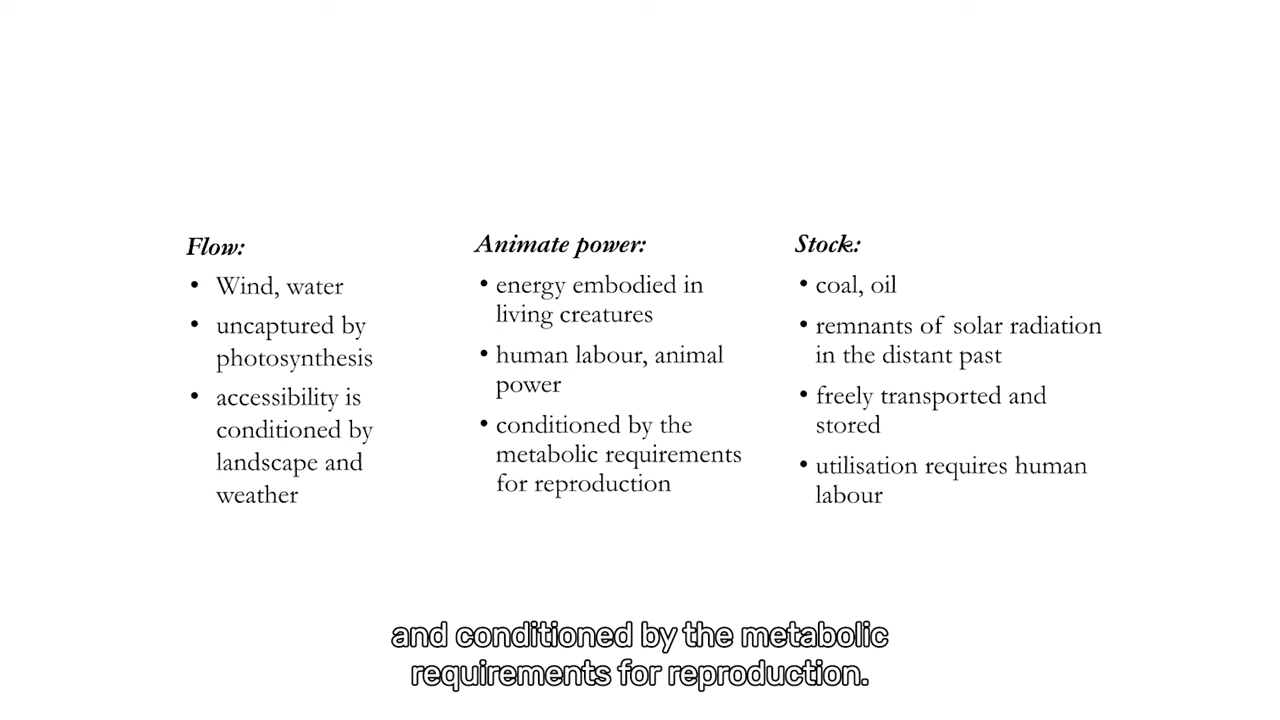 Flow:
• Wind, water
• uncaptured by
photosynthesis
• accessibility is
conditioned by
landscape and
weather
Animate power:
• energy embodied in
living creatures
• human labour, animal
power
• conditioned by the
metabolic requirements
for reproduction
Stock:
• coal, oil
• remnants of solar radiation
in the distant past
• freely transported and
stored
• utilisation requires human
labour
and conditioned by the metabolic
requirements for reproduction.